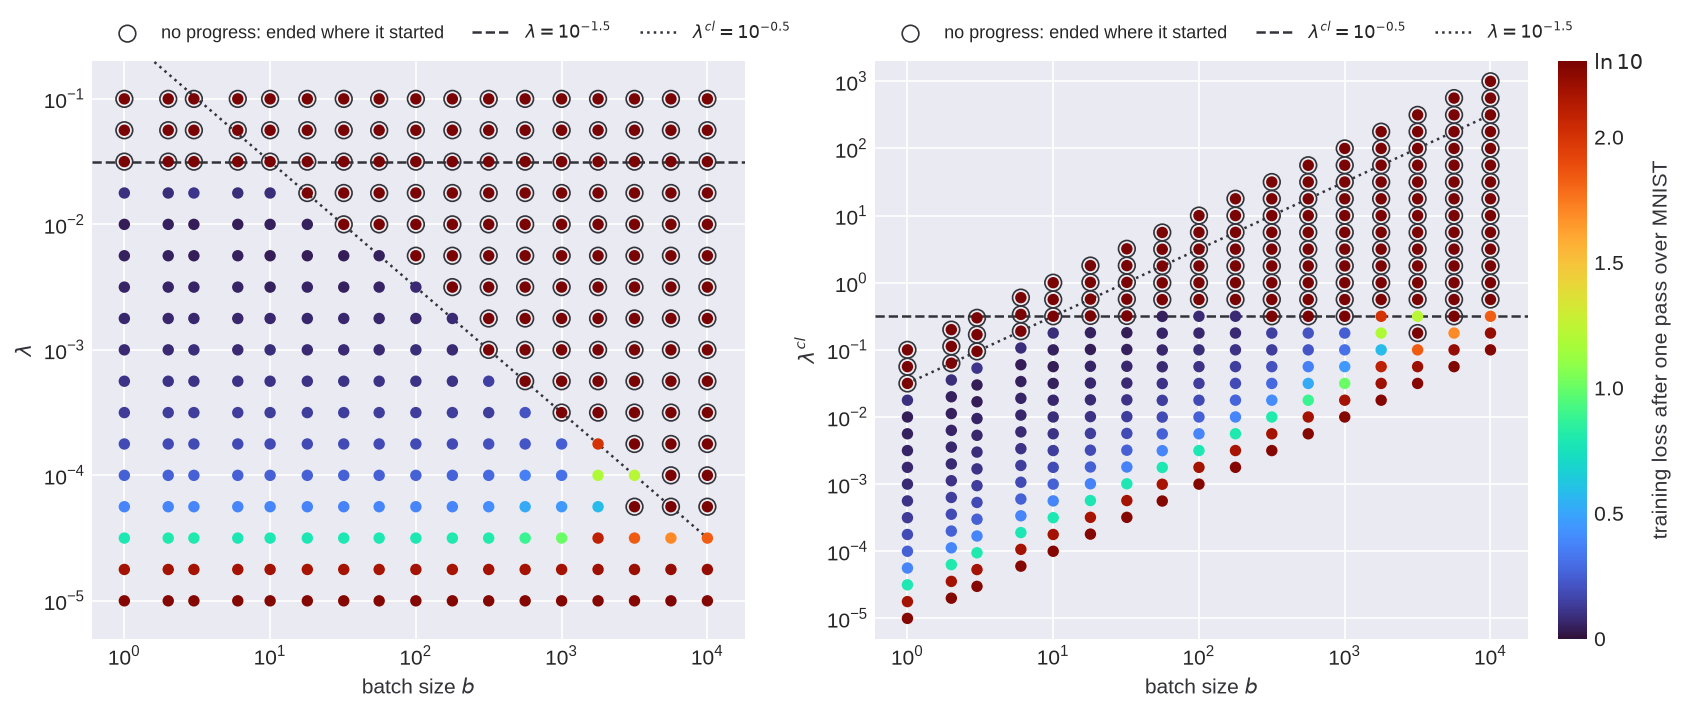 no progress: ended where it started
λ = 10^{-1.5}
λ^{cl} = 10^{-0.5}
no progress: ended where it started
λ^{cl} = 10^{-0.5}
λ = 10^{-1.5}
10^{-1}
10^{-2}
10^{-3}
10^{-4}
10^{-5}
λ
10^{0}
10^{1}
10^{2}
10^{3}
10^{4}
batch size b
10^{3}
10^{2}
10^{1}
10^{0}
10^{-1}
10^{-2}
10^{-3}
10^{-4}
10^{-5}
λ^{cl}
10^{0}
10^{1}
10^{2}
10^{3}
10^{4}
batch size b
ln 10
2.0
1.5
1.0
0.5
0
training loss after one pass over MNIST